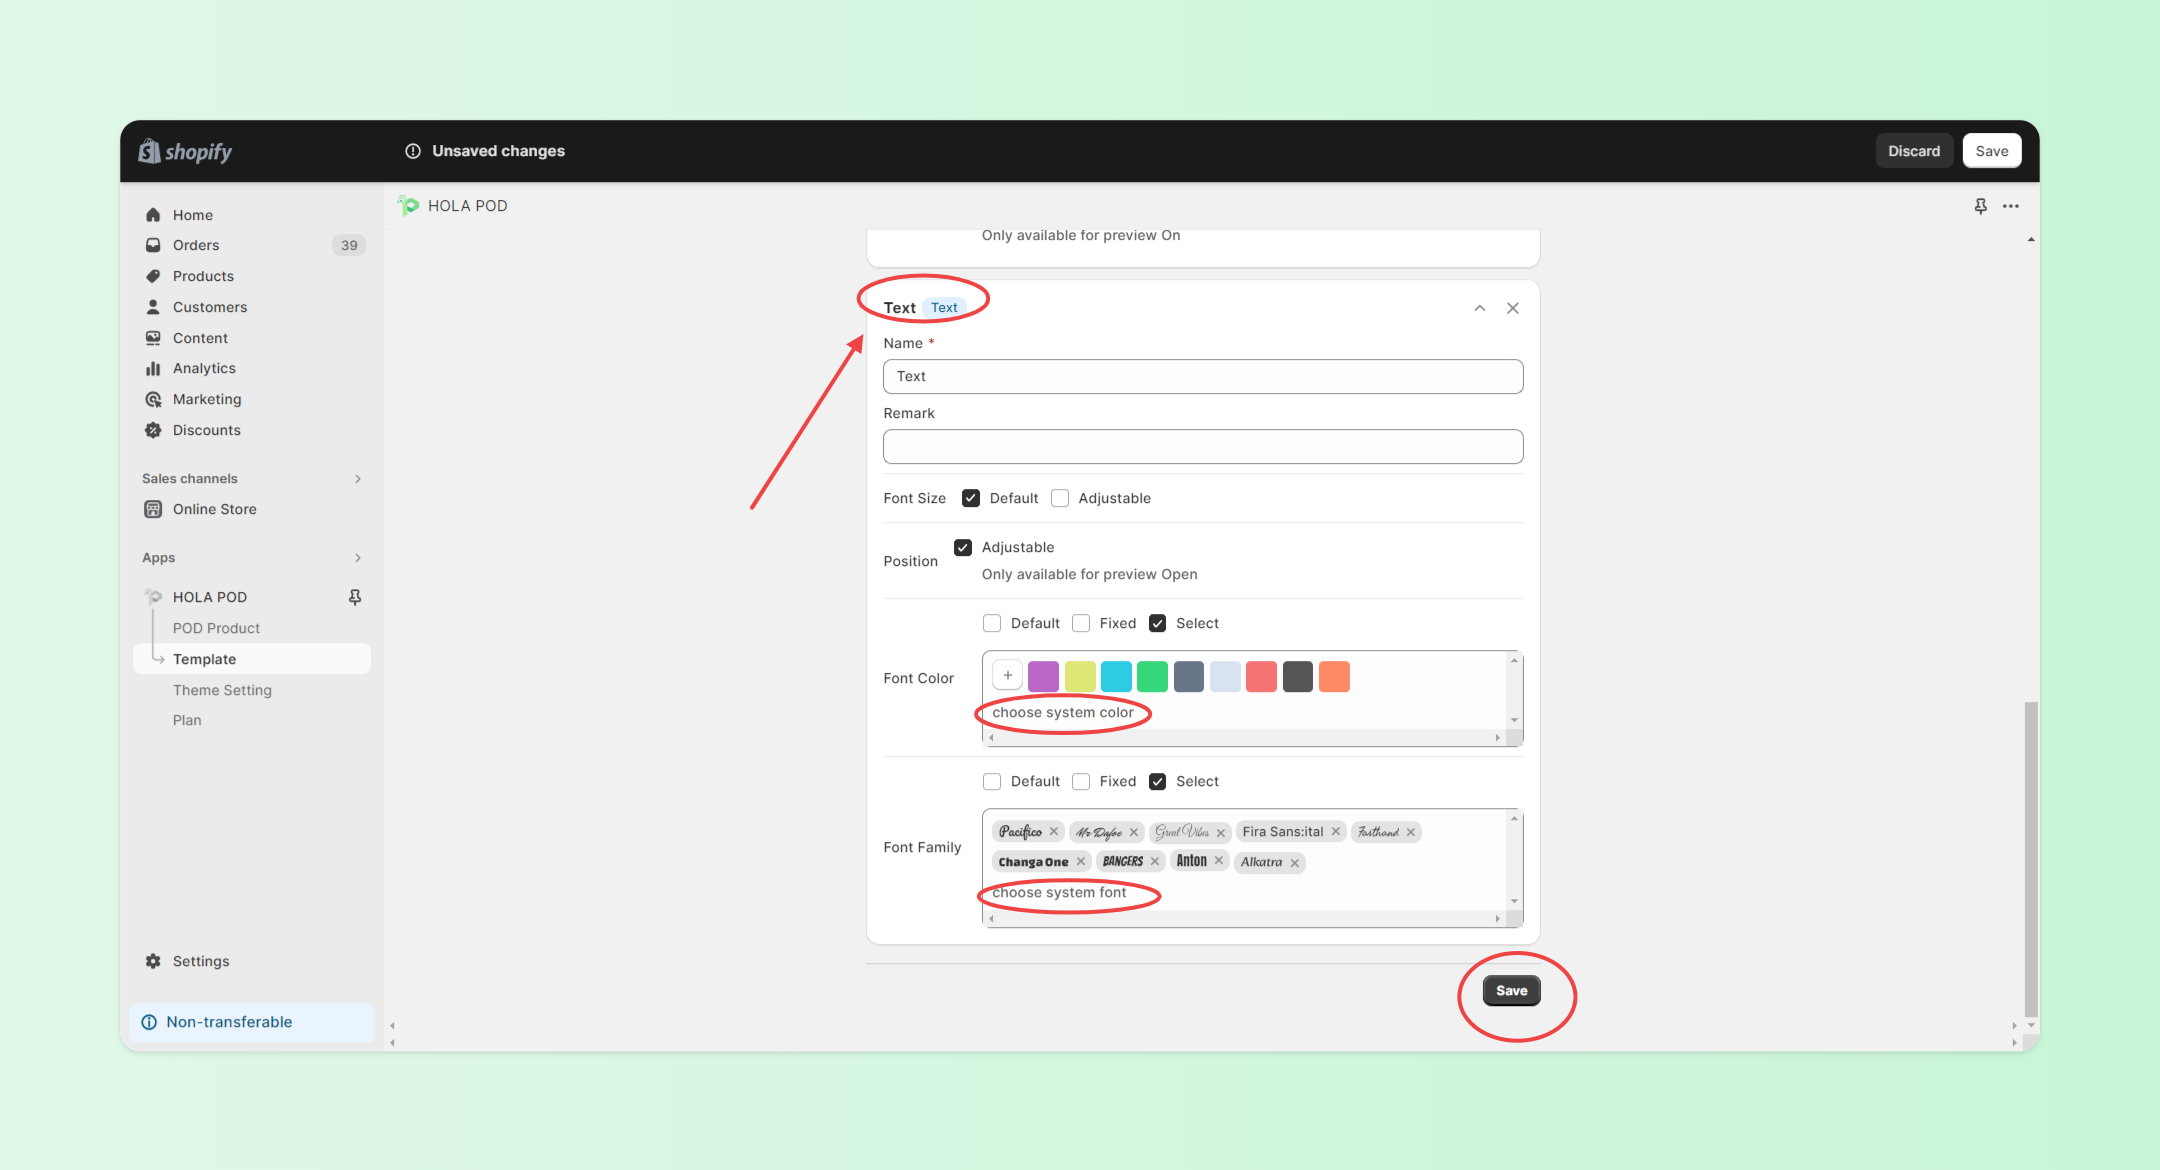 shopify
Unsaved changes
Discard
Save
Home
Orders 39
Products
Customers
Content
Analytics
Marketing
Discounts
Sales channels
Online Store
Apps
HOLA POD
POD Product
Template
Theme Setting
Plan
Settings
Non-transferable
HOLA POD
Only available for preview On
Text Text
Name *
Text
Remark
Font Size Default Adjustable
Position Adjustable
Only available for preview Open
Default Fixed Select
Font Color
+
choose system color
Default Fixed Select
Font Family
Pacifico Mr Dafoe Great Vibes Fira Sans:ital Fasthand
Changa One BANGERS Anton Alkatra
choose system font
Save